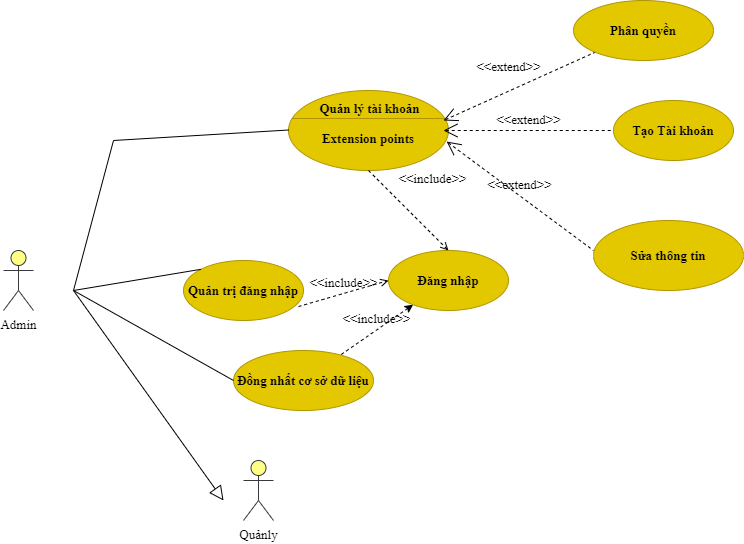 Phân quyền
<<extend>>
Quản lý tài khoản
Extension points
<<extend>>
Tạo Tài khoản
<<include>>
<<extend>>
Sửa thông tin
Admin
Quản trị đăng nhập
<<include>>
Đăng nhập
<<include>>
Đồng nhất cơ sở dữ liệu
Quảnly